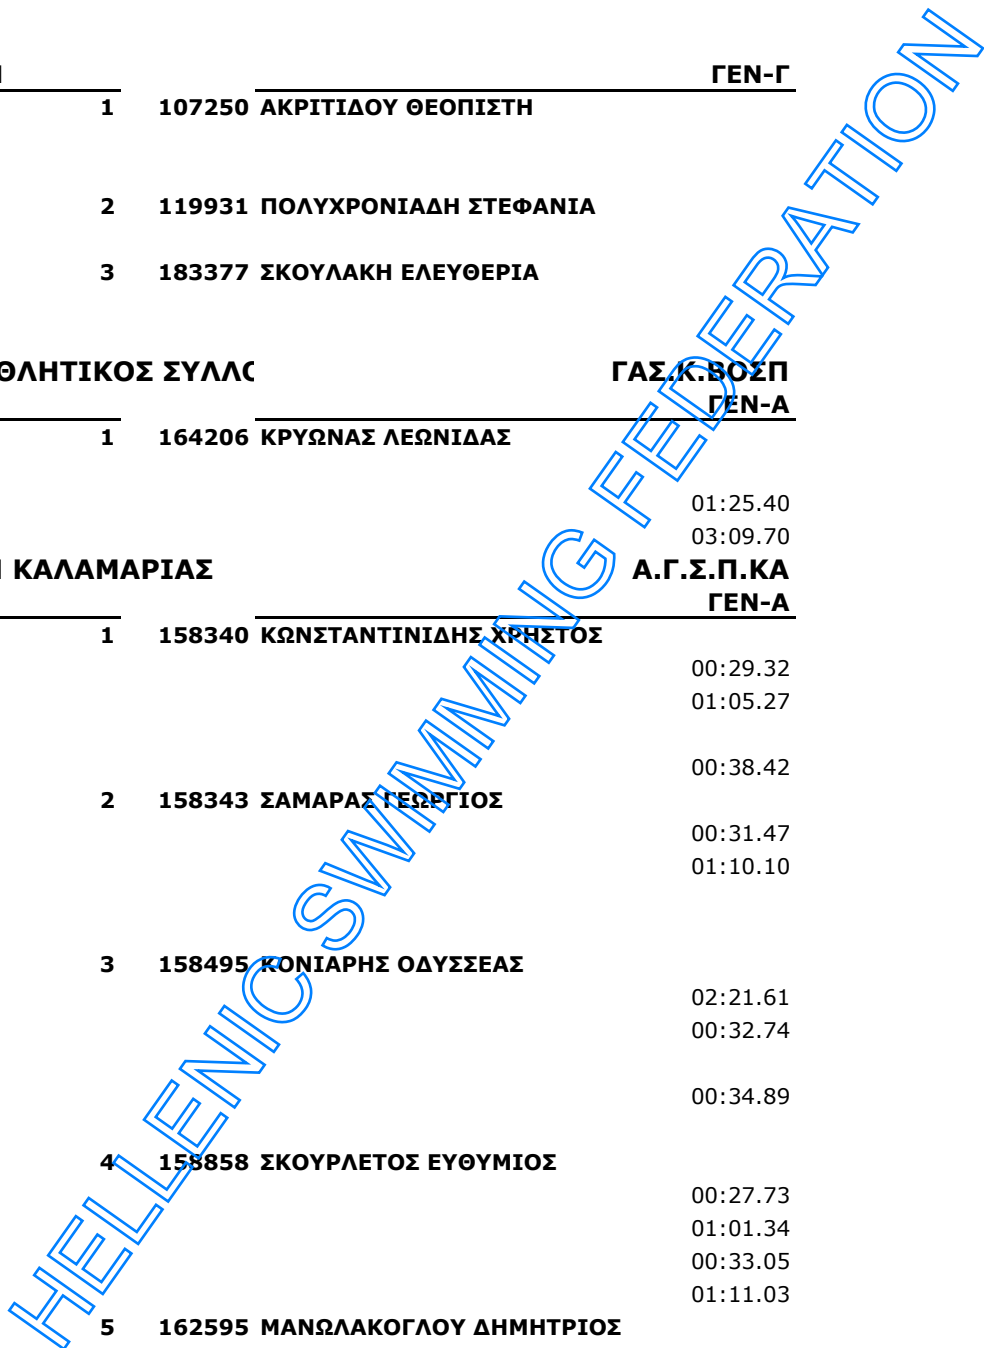 ΓΕΝ-Γ
1 107250 ΑΚΡΙΤΙΔΟΥ ΘΕΟΠΙΣΤΗ
2 119931 ΠΟΛΥΧΡΟΝΙΑΔΗ ΣΤΕΦΑΝΙΑ
3 183377 ΣΚΟΥΛΑΚΗ ΕΛΕΥΘΕΡΙΑ
ΘΛΗΤΙΚΟΣ ΣΥΛΛΟ ΓΑΣ.Κ.ΒΟΣΠ
ΓΕΝ-Α
1 164206 ΚΡΥΩΝΑΣ ΛΕΩΝΙΔΑΣ
01:25.40
03:09.70
ΚΑΛΑΜΑΡΙΑΣ Α.Γ.Σ.Π.ΚΑ
ΓΕΝ-Α
1 158340 ΚΩΝΣΤΑΝΤΙΝΙΔΗΣ ΧΡΗΣΤΟΣ
00:29.32
01:05.27
00:38.42
2 158343 ΣΑΜΑΡΑΣ ΓΕΩΡΓΙΟΣ
00:31.47
01:10.10
3 158495 ΚΟΝΙΑΡΗΣ ΟΔΥΣΣΕΑΣ
02:21.61
00:32.74
00:34.89
4 158858 ΣΚΟΥΡΛΕΤΟΣ ΕΥΘΥΜΙΟΣ
00:27.73
01:01.34
00:33.05
01:11.03
5 162595 ΜΑΝΩΛΑΚΟΓΛΟΥ ΔΗΜΗΤΡΙΟΣ
HELLENIC SWIMMING FEDERATION